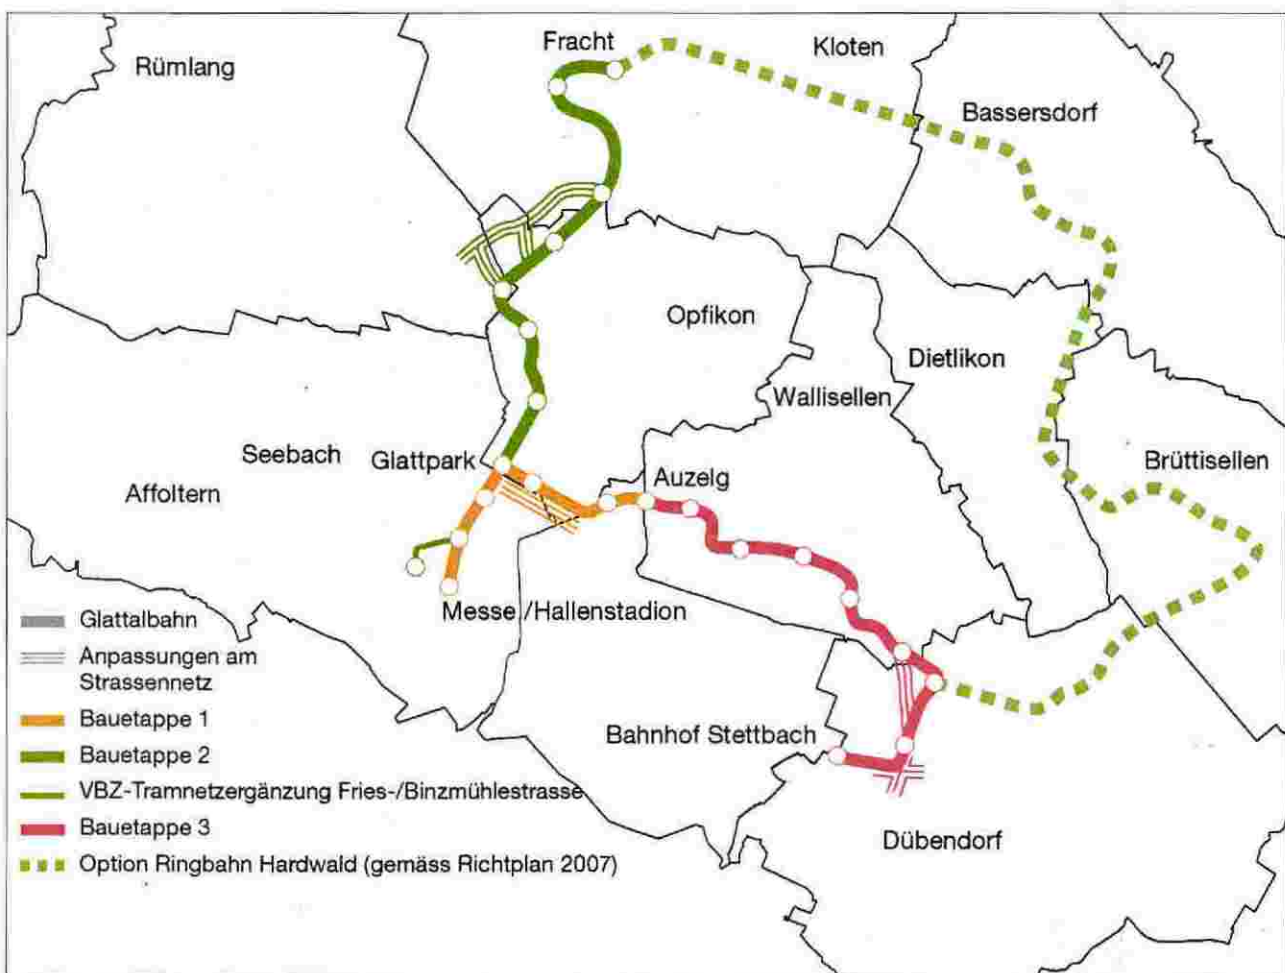 Fracht
Kloten
Rümlang
Bassersdorf
Opfikon
Dietlikon
Wallisellen
Seebach
Glattpark
Brüttisellen
Auzelg
Affoltern
Messe/Hallenstadion
Glattalbahn
Anpassungen am
Strassennetz
Bauetappe 1
Bahnhof Stettbach
Bauetappe 2
VBZ-Tramnetzergänzung Fries-/Binzmühlestrasse
Bauetappe 3
Dübendorf
Option Ringbahn Hardwald (gemäss Richtplan 2007)